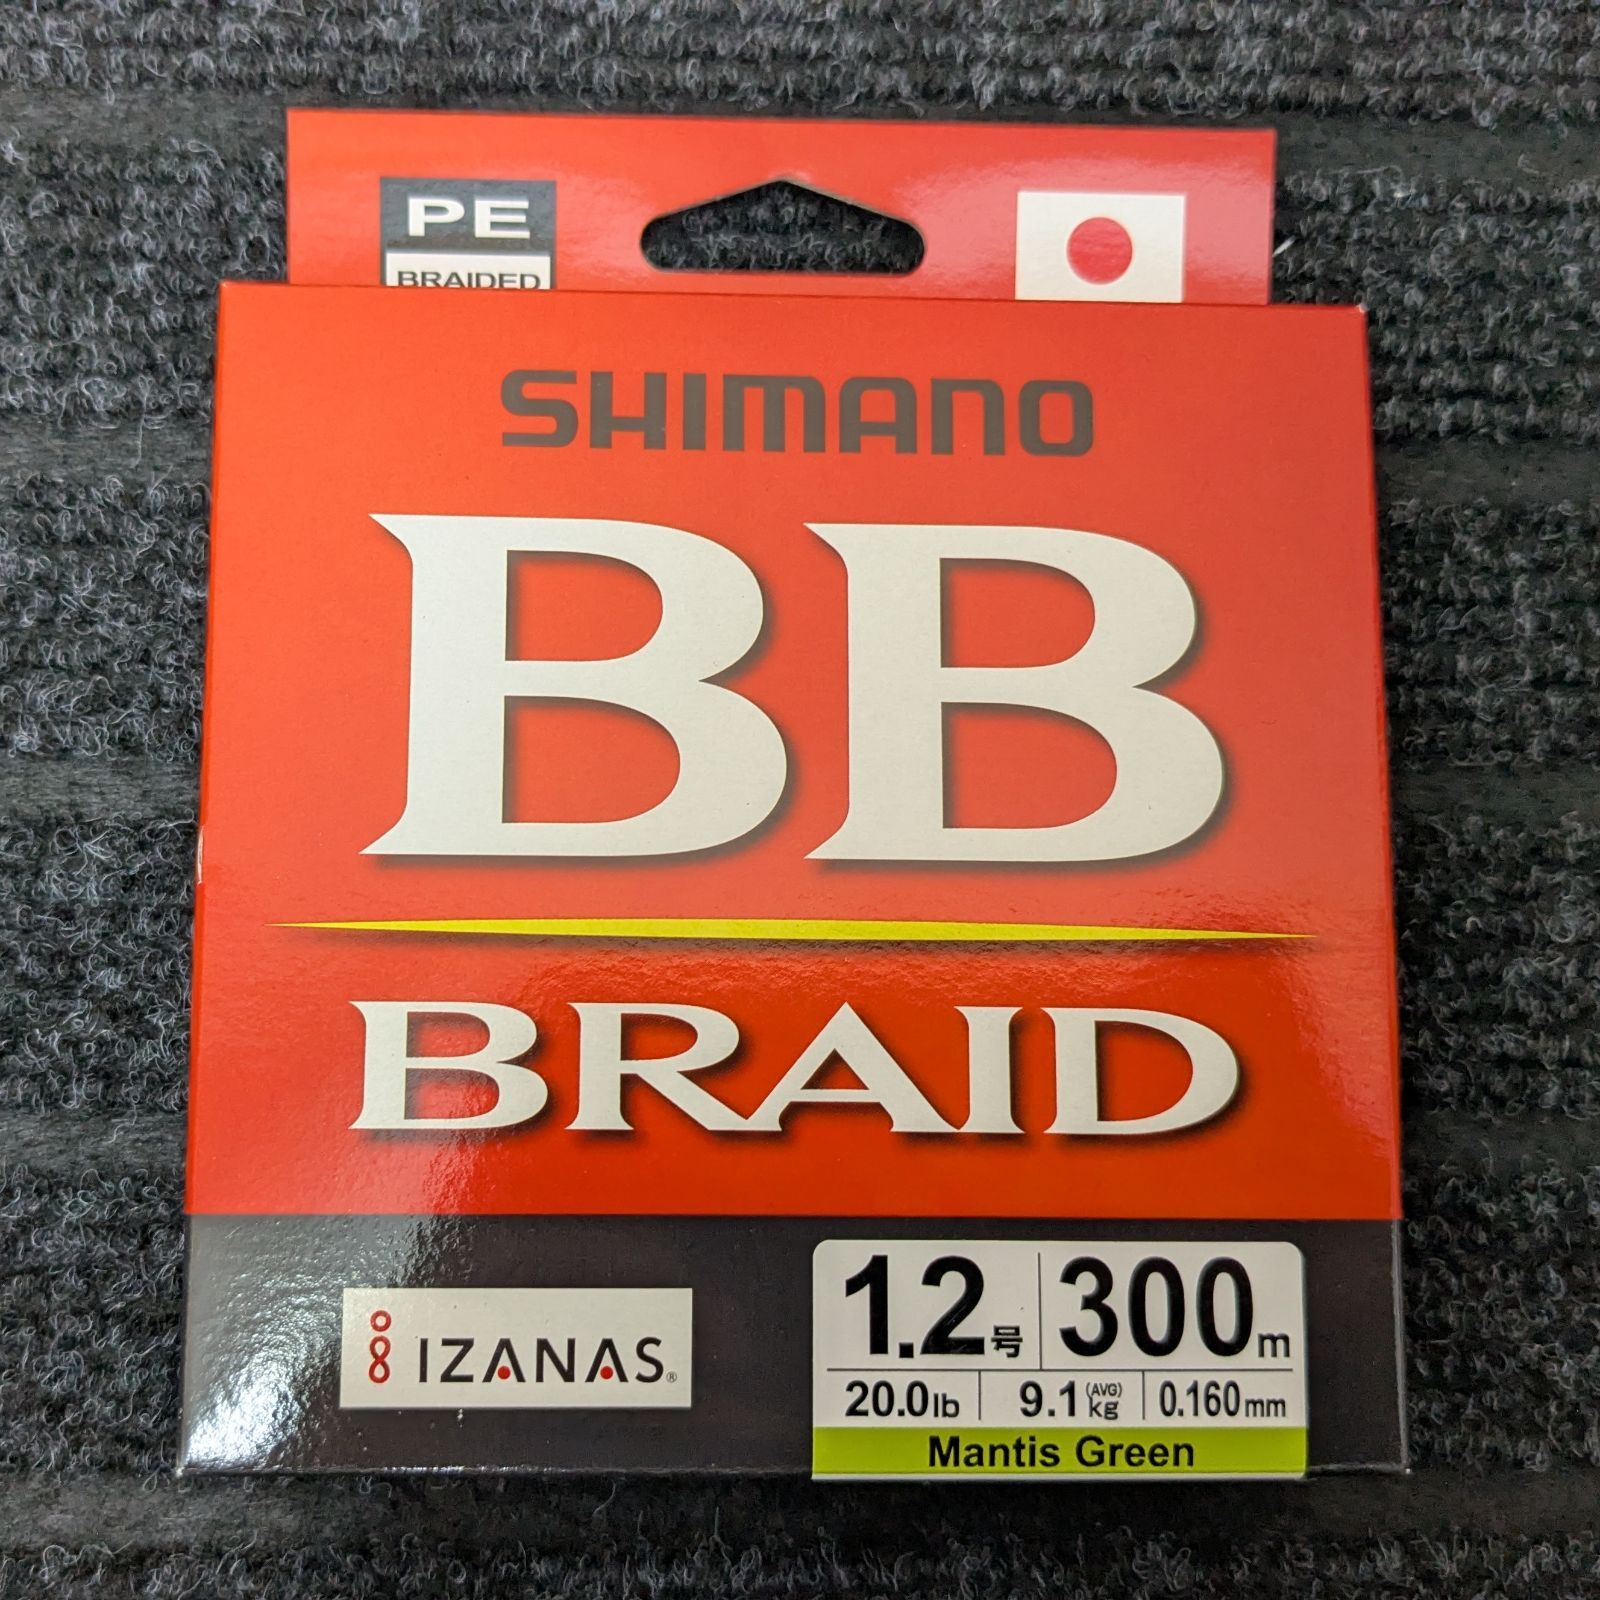 PE
BRAIDED
SHIMANO
BB
BRAID
IZANAS®
1.2号 300m
20.0lb 9.1(AVG)kg 0.160mm
Mantis Green